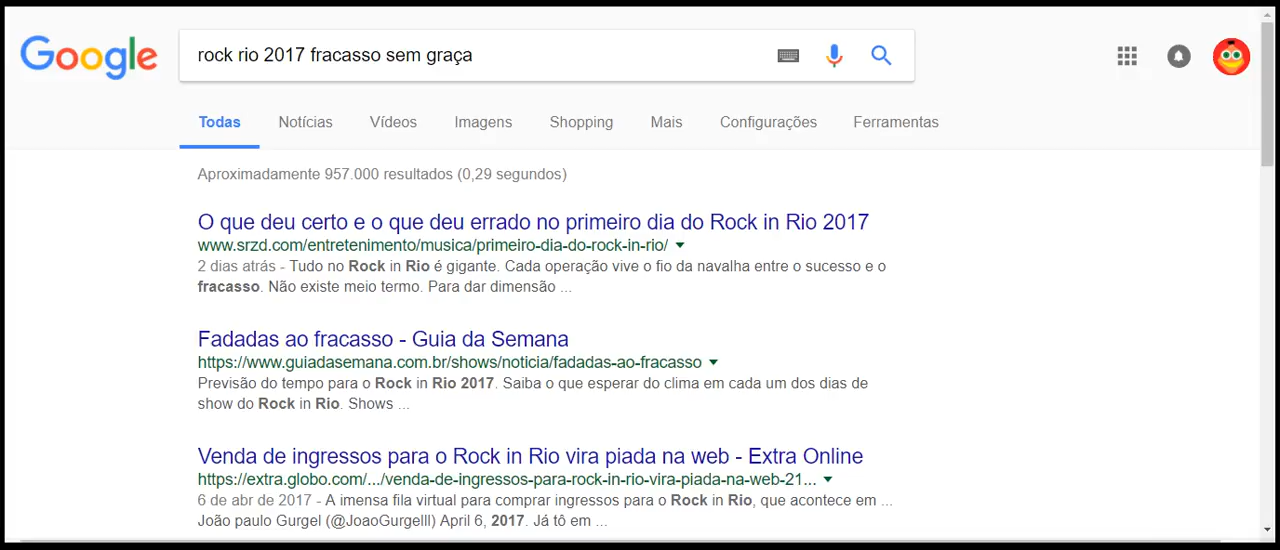 Google
rock rio 2017 fracasso sem graça
Todas Notícias Vídeos Imagens Shopping Mais Configurações Ferramentas
Aproximadamente 957.000 resultados (0,29 segundos)
O que deu certo e o que deu errado no primeiro dia do Rock in Rio 2017
www.srzd.com/entretenimento/musica/primeiro-dia-do-rock-in-rio/
2 dias atrás - Tudo no Rock in Rio é gigante. Cada operação vive o fio da navalha entre o sucesso e o
fracasso. Não existe meio termo. Para dar dimensão ...
Fadadas ao fracasso - Guia da Semana
https://www.guiadasemana.com.br/shows/noticia/fadadas-ao-fracasso
Previsão do tempo para o Rock in Rio 2017. Saiba o que esperar do clima em cada um dos dias de
show do Rock in Rio. Shows ...
Venda de ingressos para o Rock in Rio vira piada na web - Extra Online
https://extra.globo.com/.../venda-de-ingressos-para-rock-in-rio-vira-piada-na-web-21...
6 de abr de 2017 - A imensa fila virtual para comprar ingressos para o Rock in Rio, que acontece em ...
João paulo Gurgel (@JoaoGurgelll) April 6, 2017. Já tô em ...